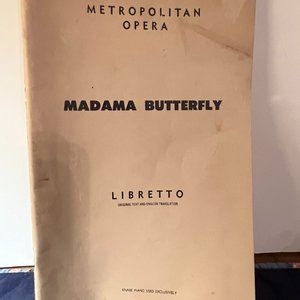 METROPOLITAN
OPERA
MADAMA BUTTERFLY
LIBRETTO
ORIGINAL TEXT AND ENGLISH TRANSLATION
KNABE PIANO USED EXCLUSIVELY